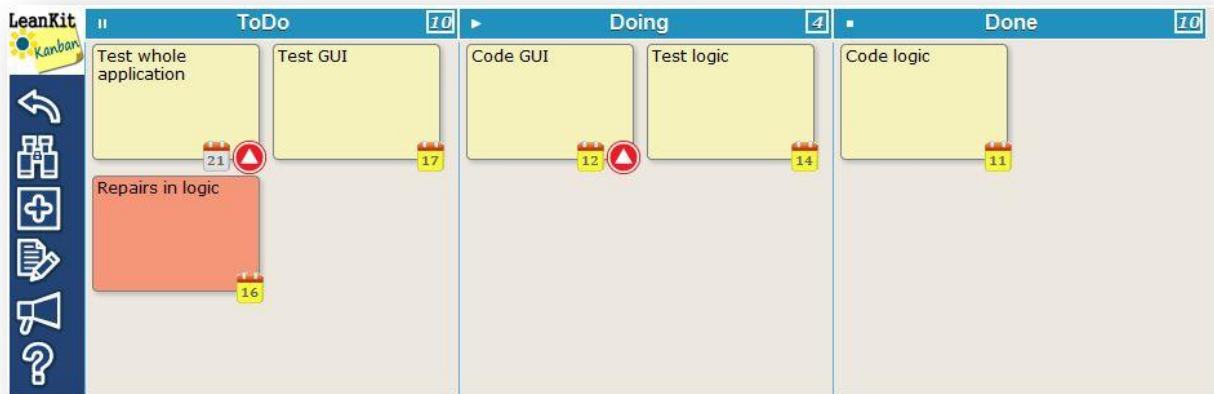 LeanKit
Kanban
ToDo 10
Doing 4
Done 10
Test whole
application
21
Test GUI
17
Repairs in logic
16
Code GUI
12
Test logic
14
Code logic
11